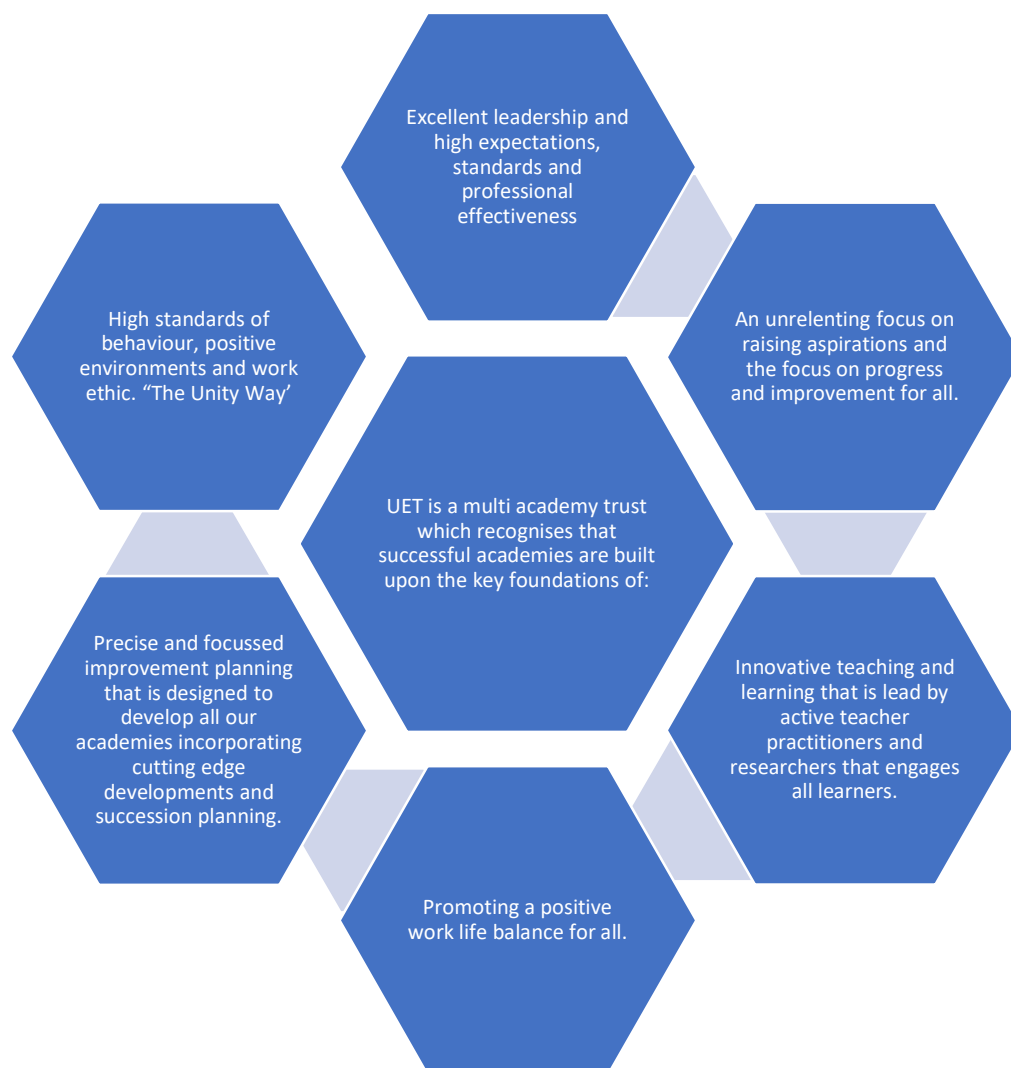 Excellent leadership and
high expectations,
standards and
professional
effectiveness
An unrelenting focus on
raising aspirations and
the focus on progress
and improvement for all.
High standards of
behaviour, positive
environments and work
ethic. “The Unity Way’
UET is a multi academy trust
which recognises that
successful academies are built
upon the key foundations of:
Innovative teaching and
learning that is lead by
active teacher
practitioners and
researchers that engages
all learners.
Precise and focussed
improvement planning
that is designed to
develop all our
academies incorporating
cutting edge
developments and
succession planning.
Promoting a positive
work life balance for all.